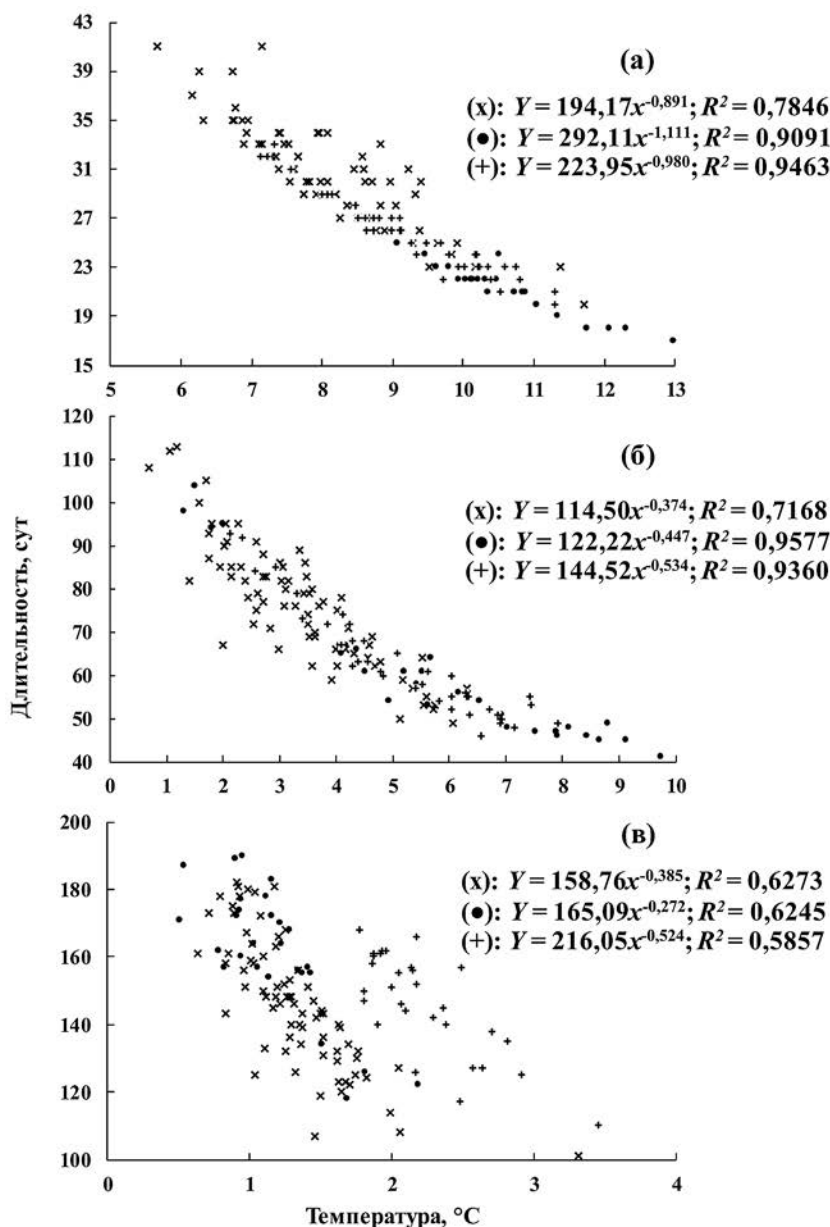 43
39
35
31
27
23
19
15
5 6 7 8 9 10 11 12 13
(а)
(x): Y = 194,17x^-0,891; R² = 0,7846
(●): Y = 292,11x^-1,111; R² = 0,9091
(+): Y = 223,95x^-0,980; R² = 0,9463
Длительность, сут
120
110
100
90
80
70
60
50
40
0 1 2 3 4 5 6 7 8 9 10
(б)
(x): Y = 114,50x^-0,374; R² = 0,7168
(●): Y = 122,22x^-0,447; R² = 0,9577
(+): Y = 144,52x^-0,534; R² = 0,9360
200
180
160
140
120
100
0 1 2 3 4
(в)
(x): Y = 158,76x^-0,385; R² = 0,6273
(●): Y = 165,09x^-0,272; R² = 0,6245
(+): Y = 216,05x^-0,524; R² = 0,5857
Температура, °C